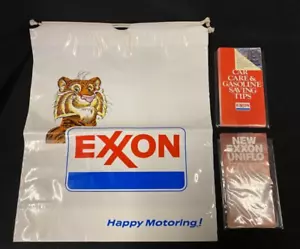 EXXON
Happy Motoring!
CAR
CARE &
GASOLINE
SAVING
TIPS
EXXON
NEW
EXXON
UNIFLO